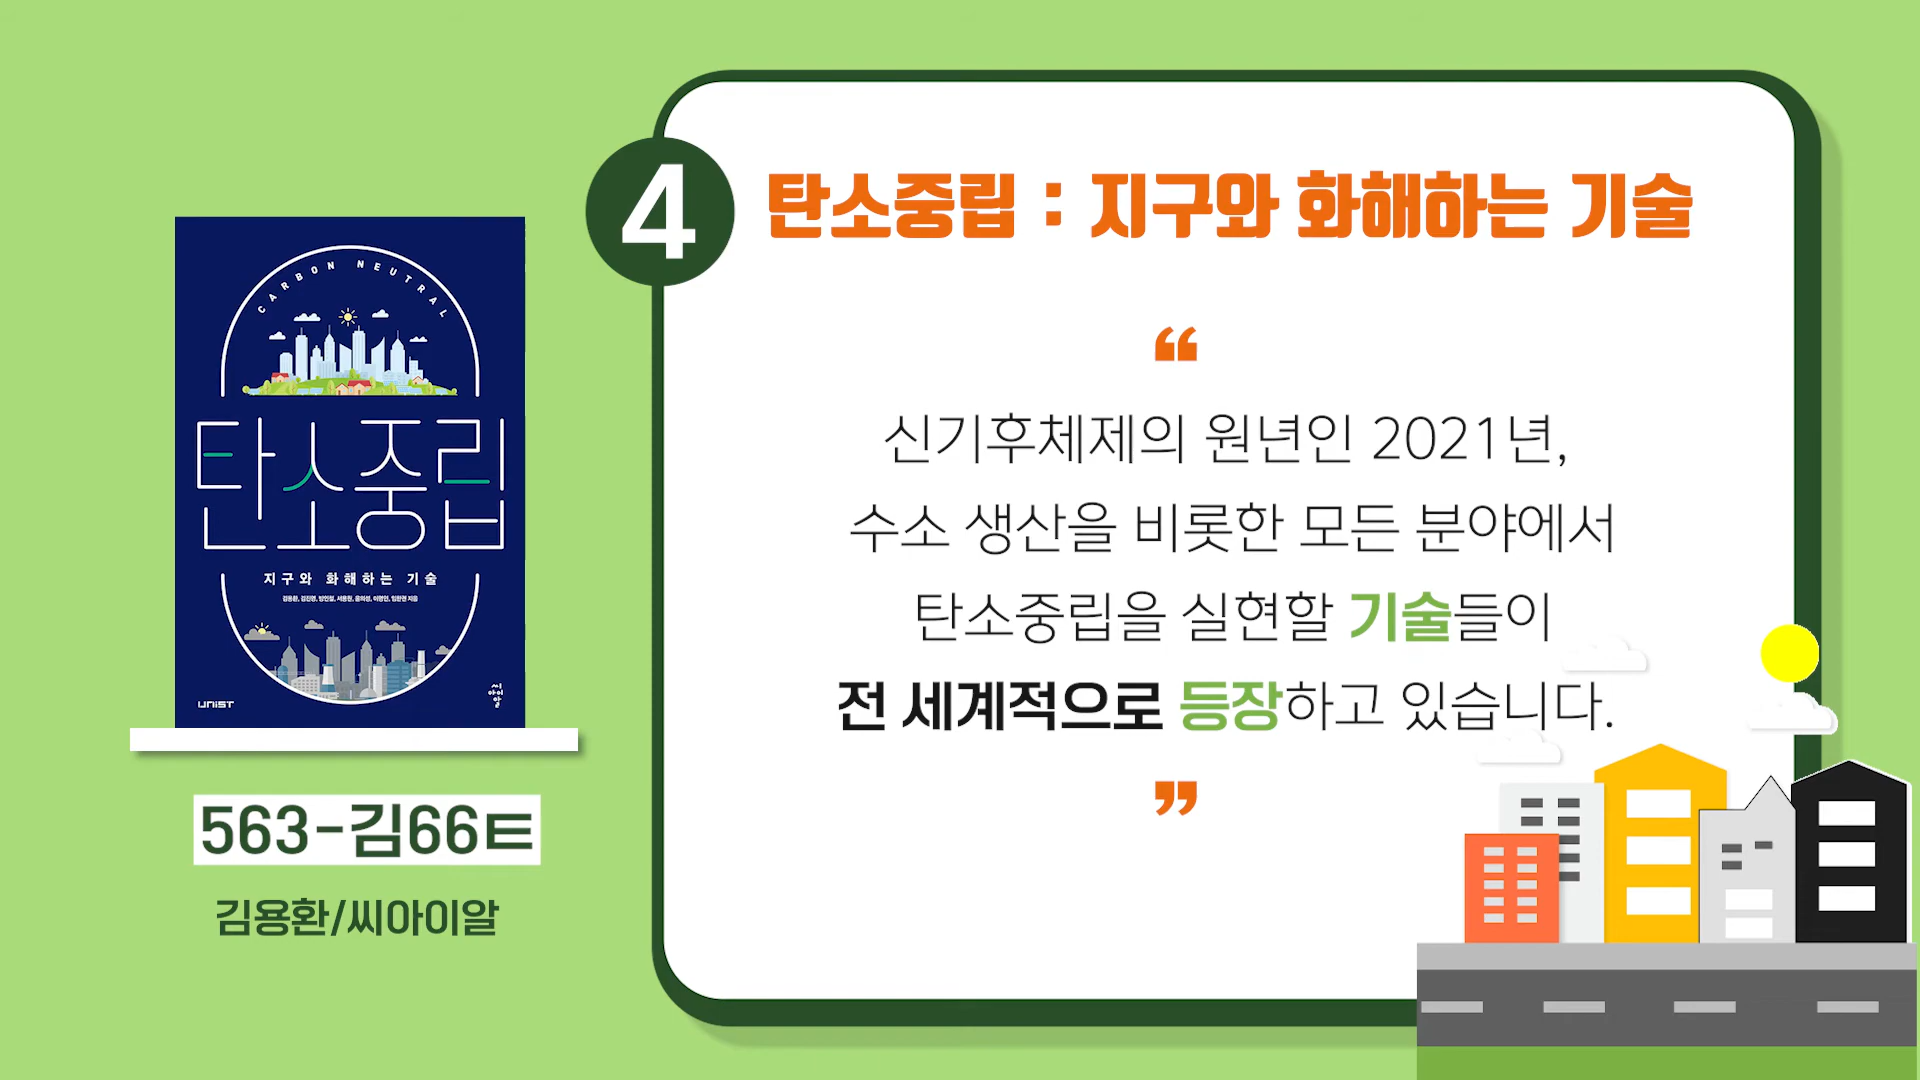 CARBON NEUTRAL
탄소중립
지구와 화해하는 기술
UNIST
씨아이알
563-김66ㅌ
김용환/씨아이알
4
탄소중립 : 지구와 화해하는 기술
“
신기후체제의 원년인 2021년,
수소 생산을 비롯한 모든 분야에서
탄소중립을 실현할 기술들이
전 세계적으로 등장하고 있습니다.
”